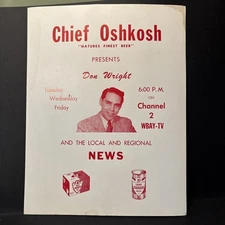 Chief Oshkosh
"NATURES FINEST BEER"
PRESENTS
Don Wright
Tuesday
Wednesday
Friday
6:00 P.M.
Channel
2
WBAY-TV
AND THE LOCAL AND REGIONAL
NEWS